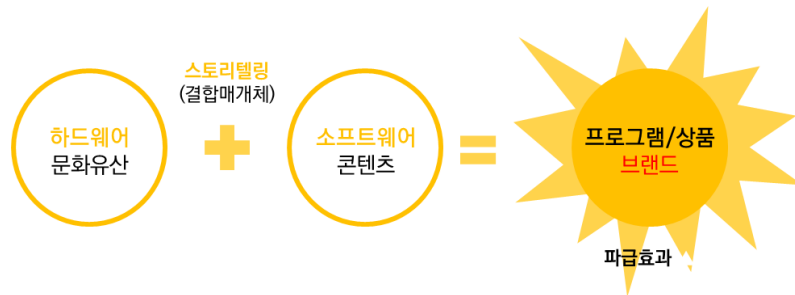 스토리텔링
(결합매개체)
하드웨어
문화유산
소프트웨어
콘텐츠
프로그램/상품
브랜드
파급효과